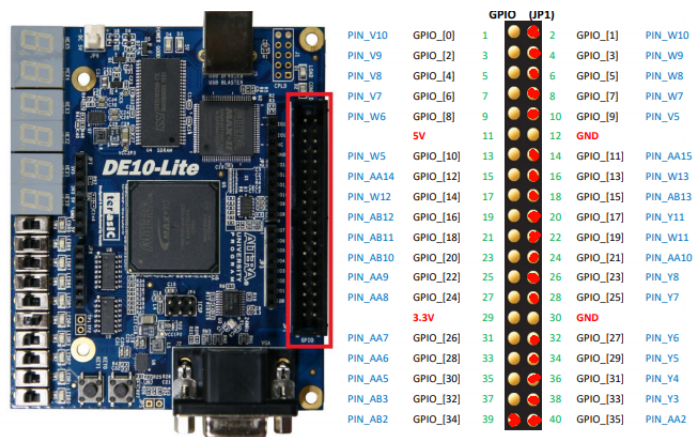 GPIO (JP1)
PIN_V10 GPIO_[0] 1 2 GPIO_[1] PIN_W10
PIN_V9 GPIO_[2] 3 4 GPIO_[3] PIN_W9
PIN_V8 GPIO_[4] 5 6 GPIO_[5] PIN_W8
PIN_V7 GPIO_[6] 7 8 GPIO_[7] PIN_W7
PIN_W6 GPIO_[8] 9 10 GPIO_[9] PIN_V5
5V 11 12 GND
PIN_W5 GPIO_[10] 13 14 GPIO_[11] PIN_AA15
PIN_AA14 GPIO_[12] 15 16 GPIO_[13] PIN_W13
PIN_W12 GPIO_[14] 17 18 GPIO_[15] PIN_AB13
PIN_AB12 GPIO_[16] 19 20 GPIO_[17] PIN_Y11
PIN_AB11 GPIO_[18] 21 22 GPIO_[19] PIN_W11
PIN_AB10 GPIO_[20] 23 24 GPIO_[21] PIN_AA10
PIN_AA9 GPIO_[22] 25 26 GPIO_[23] PIN_Y8
PIN_AA8 GPIO_[24] 27 28 GPIO_[25] PIN_Y7
3.3V 29 30 GND
PIN_AA7 GPIO_[26] 31 32 GPIO_[27] PIN_Y6
PIN_AA6 GPIO_[28] 33 34 GPIO_[29] PIN_Y5
PIN_AA5 GPIO_[30] 35 36 GPIO_[31] PIN_Y4
PIN_AB3 GPIO_[32] 37 38 GPIO_[33] PIN_Y3
PIN_AB2 GPIO_[34] 39 40 GPIO_[35] PIN_AA2
DE10-Lite
terasIC
ALTERA
UNIVERSITY
PROGRAM
USB BLASTER
CPLD
VGA
GPIO